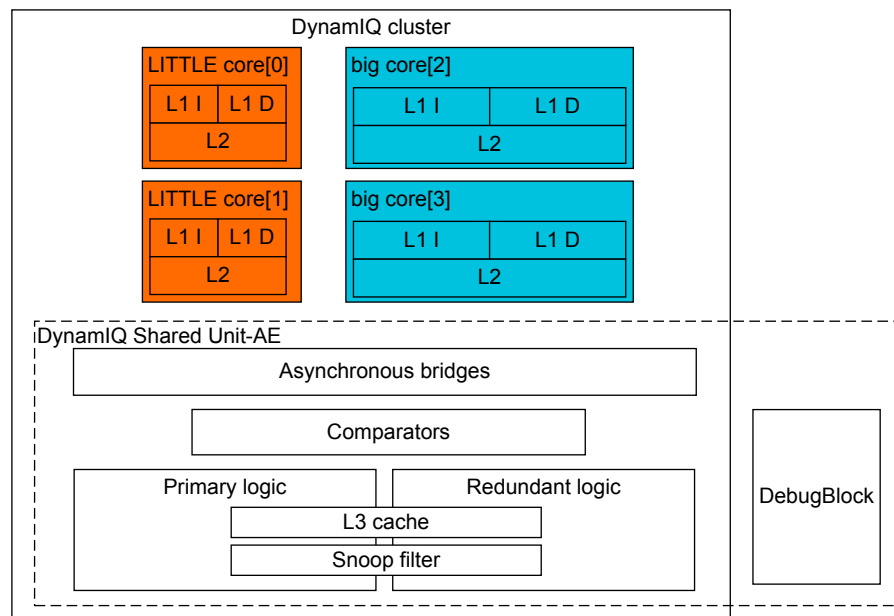 DynamIQ cluster
LITTLE core[0]
L1 I
L1 D
L2
big core[2]
L1 I
L1 D
L2
LITTLE core[1]
L1 I
L1 D
L2
big core[3]
L1 I
L1 D
L2
DynamIQ Shared Unit-AE
Asynchronous bridges
Comparators
Primary logic
Redundant logic
L3 cache
Snoop filter
DebugBlock